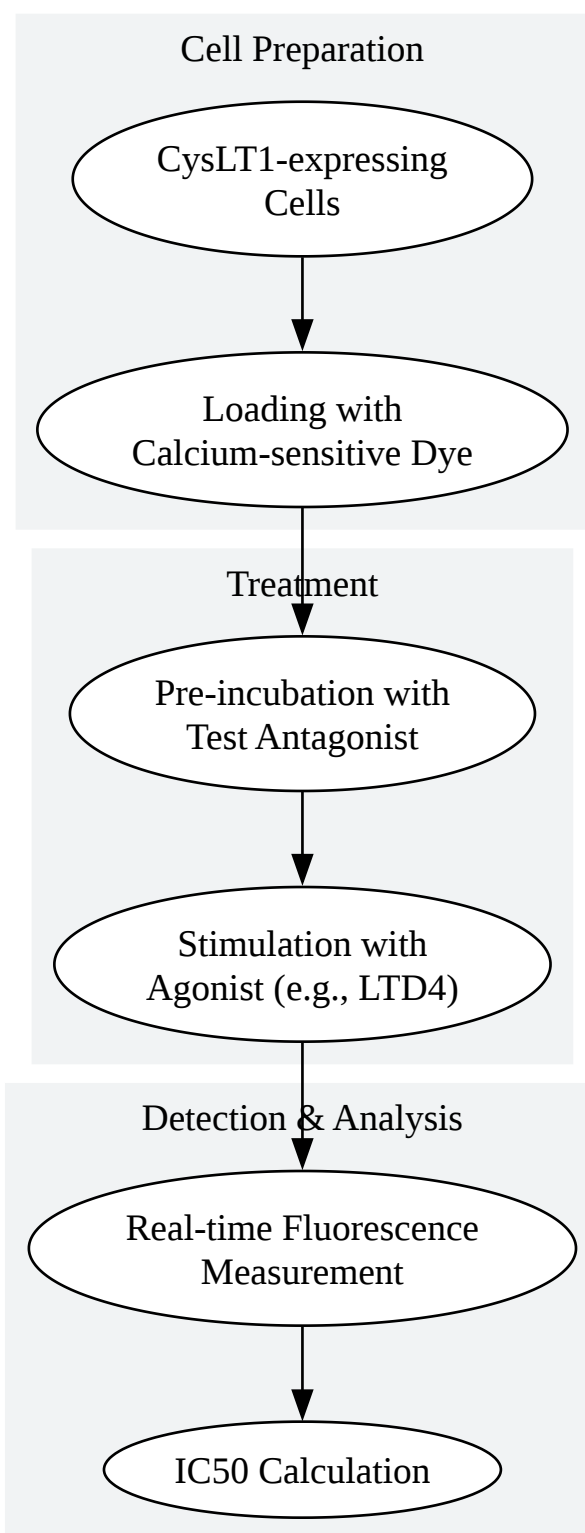 Cell Preparation
CysLT1-expressing
Cells
Loading with
Calcium-sensitive Dye
Treatment
Pre-incubation with
Test Antagonist
Stimulation with
Agonist (e.g., LTD4)
Detection & Analysis
Real-time Fluorescence
Measurement
IC50 Calculation